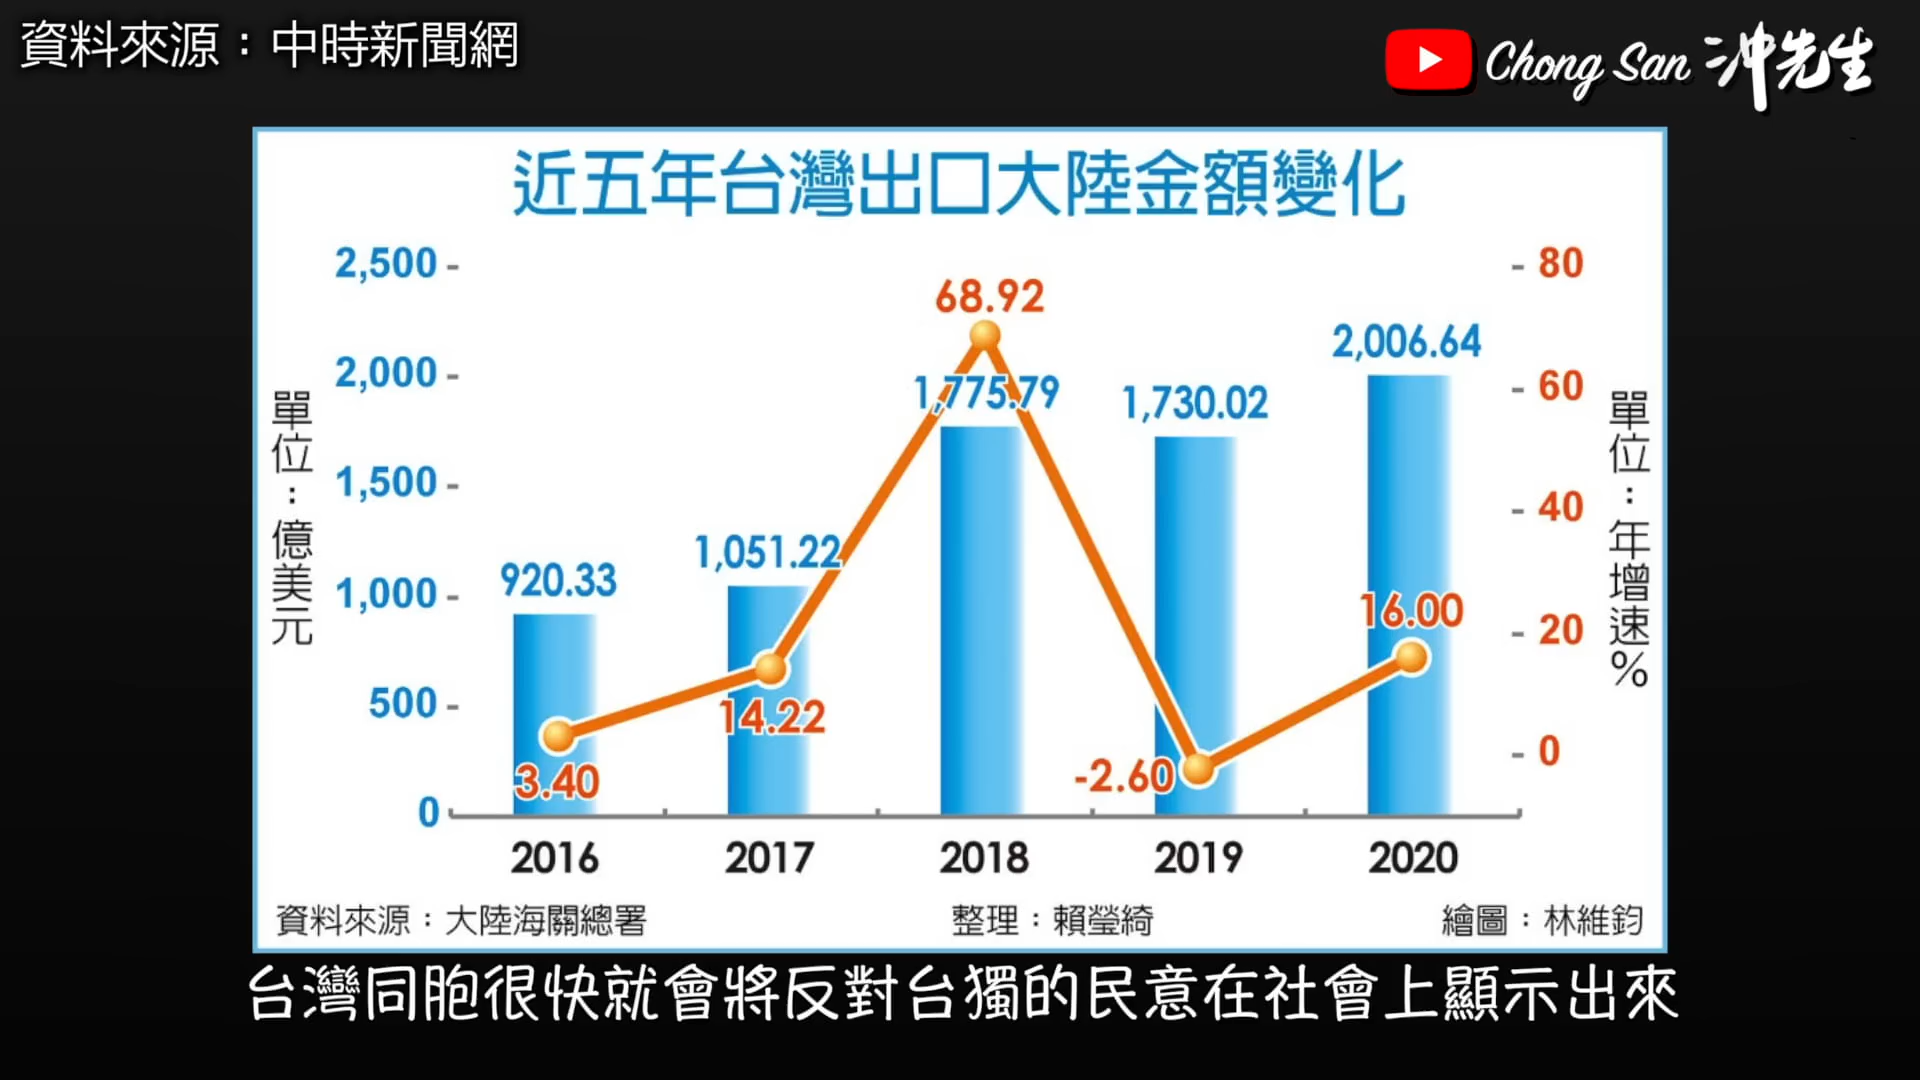 資料來源：中時新聞網
Chong San 沖先生
近五年台灣出口大陸金額變化
單位：億美元
2,500
2,000
1,500
1,000
500
0
80
60
40
20
0
單位：年增速%
920.33
1,051.22
1,775.79
1,730.02
2,006.64
3.40
14.22
68.92
-2.60
16.00
2016
2017
2018
2019
2020
資料來源：大陸海關總署
整理：賴瑩綺
繪圖：林維鈞
台灣同胞很快就會將反對台獨的民意在社會上顯示出來